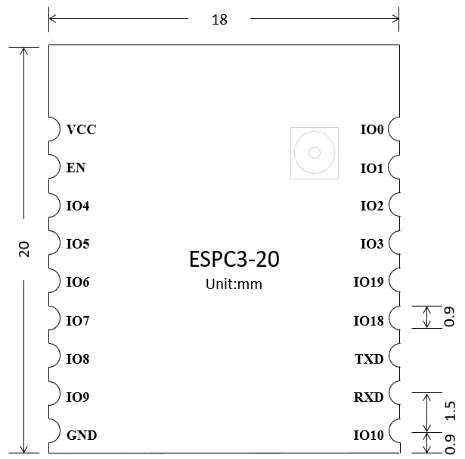 18
VCC IO0
EN IO1
IO4 IO2
IO5 IO3
20
ESPC3-20
Unit:mm
IO6 IO19
IO7 IO18
0.9
IO8 TXD
IO9 RXD
1.5
GND IO10
0.9